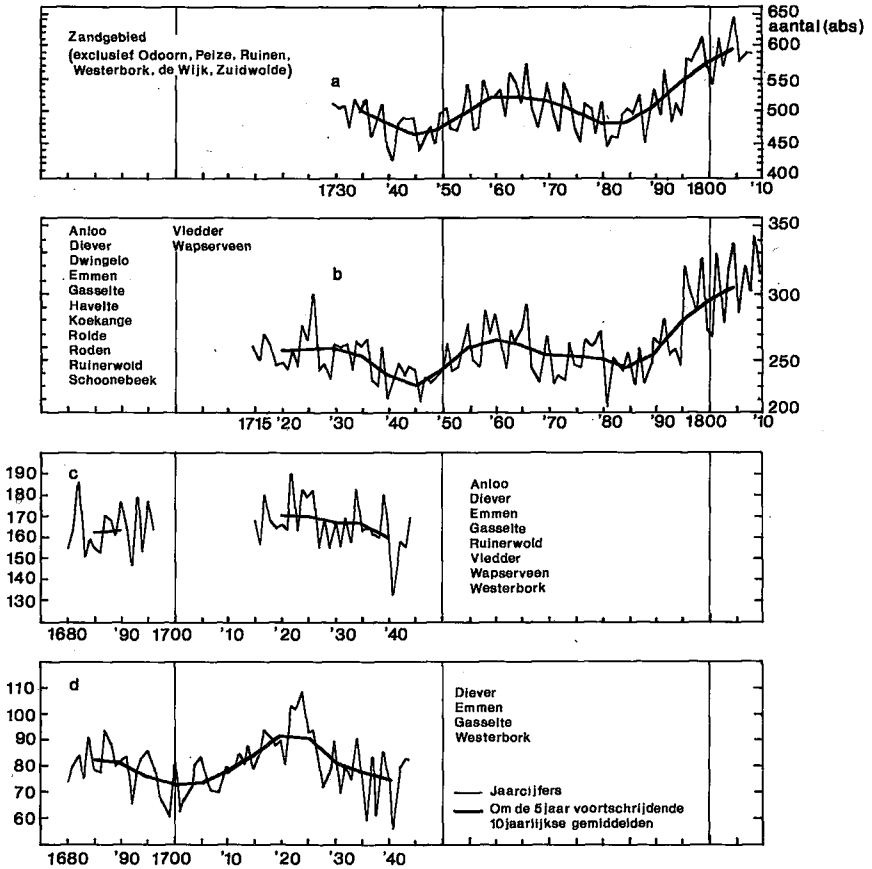 Zandgebied
(exclusief Odoorn, Peize, Ruinen,
Westerbork, de Wijk, Zuidwolde)
a
650
aantal (abs)
600
550
500
450
400
1730 '40 '50 '60 '70 '80 '90 1800 '10
Anloo
Diever
Dwingelo
Emmen
Gasselte
Havelte
Koekange
Rolde
Roden
Ruinerwold
Schoonebeek
Vledder
Wapserveen
b
350
300
250
200
1715 '20 '30 '40 '50 '60 '70 '80 '90 1800 '10
c
190
180
170
160
150
140
130
Anloo
Diever
Emmen
Gasselte
Ruinerwold
Vledder
Wapserveen
Westerbork
1680 '90 1700 '10 '20 '30 '40
d
110
100
90
80
70
60
Diever
Emmen
Gasselte
Westerbork
Jaarcijfers
Om de 5 jaar voortschrijdende
10 jaarlijkse gemiddelden
1680 '90 1700 '10 '20 '30 '40